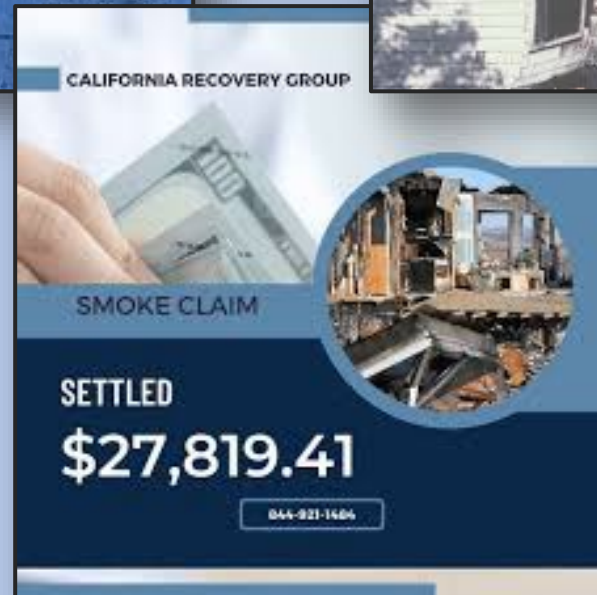 CALIFORNIA RECOVERY GROUP
SMOKE CLAIM
SETTLED
$27,819.41
844-921-1484